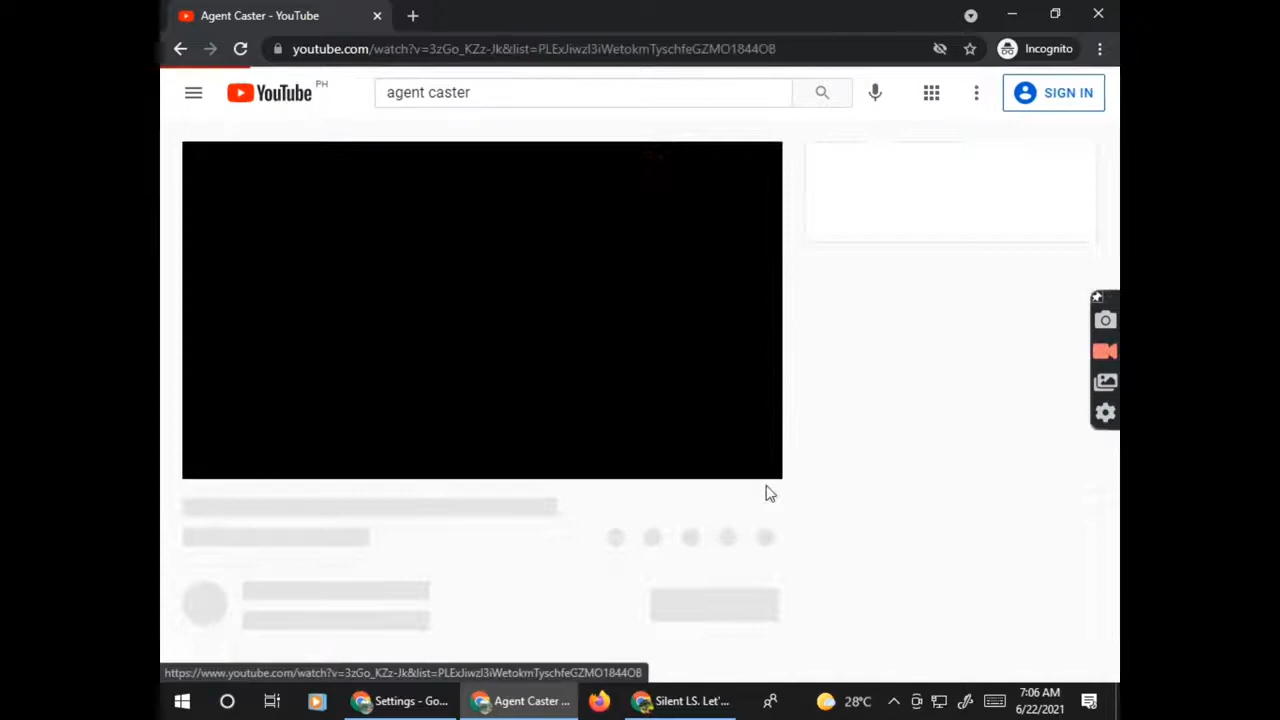 Agent Caster - YouTube
youtube.com/watch?v=3zGo_KZz-Jk&list=PLExJiwzl3iWetokmTyschfeGZMO1844OB
Incognito
YouTube PH
agent caster
SIGN IN
https://www.youtube.com/watch?v=3zGo_KZz-Jk&list=PLExJiwzl3iWetokmTyschfeGZMO1844OB
Settings - Go...
Agent Caster ...
Silent LS. Let'...
28°C
7:06 AM
6/22/2021